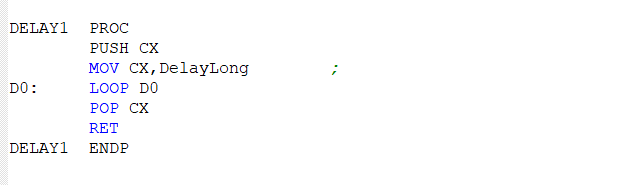 DELAY1  PROC
        PUSH CX
        MOV CX,DelayLong        ;
D0:     LOOP D0
        POP CX
        RET
DELAY1  ENDP